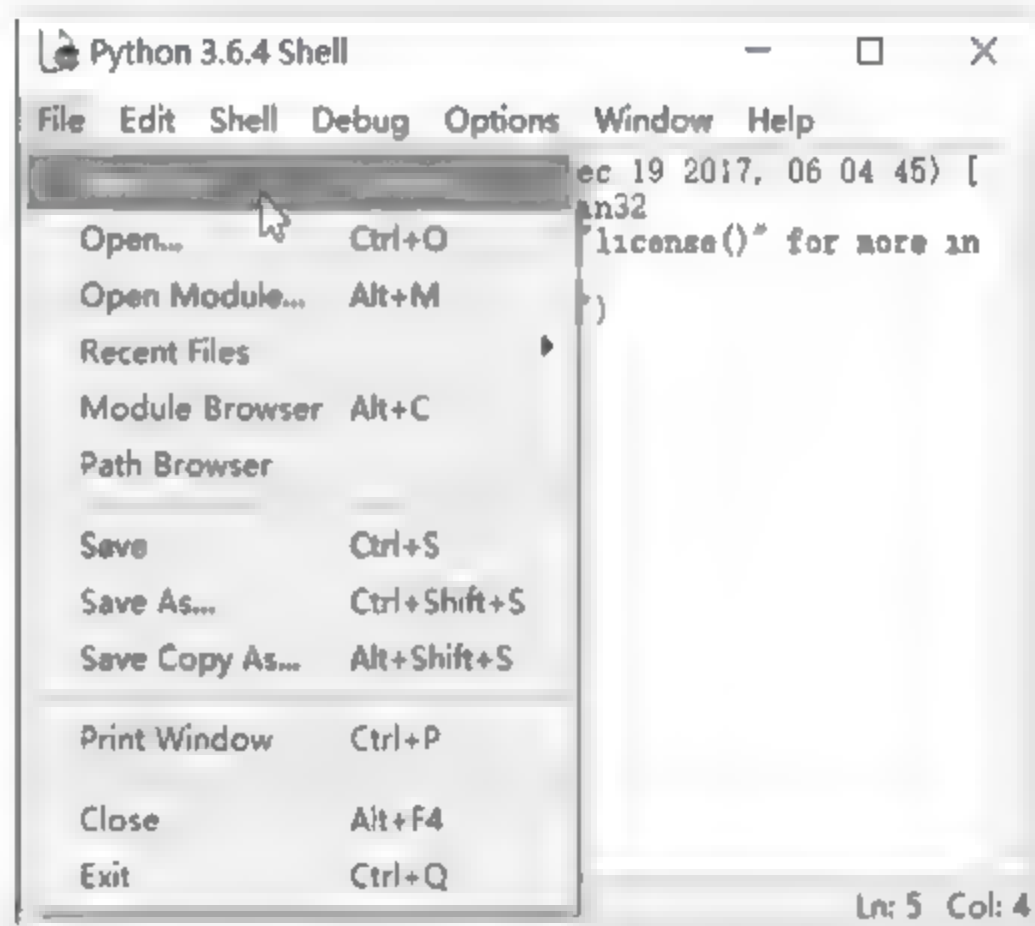 Python 3.6.4 Shell
File Edit Shell Debug Options Window Help
ec 19 2017, 06 04 45) [
an32
"license()" for more in
")
Open... Ctrl+O
Open Module... Alt+M
Recent Files
Module Browser Alt+C
Path Browser
Save Ctrl+S
Save As... Ctrl+Shift+S
Save Copy As... Alt+Shift+S
Print Window Ctrl+P
Close Alt+F4
Exit Ctrl+Q
Ln: 5 Col: 4